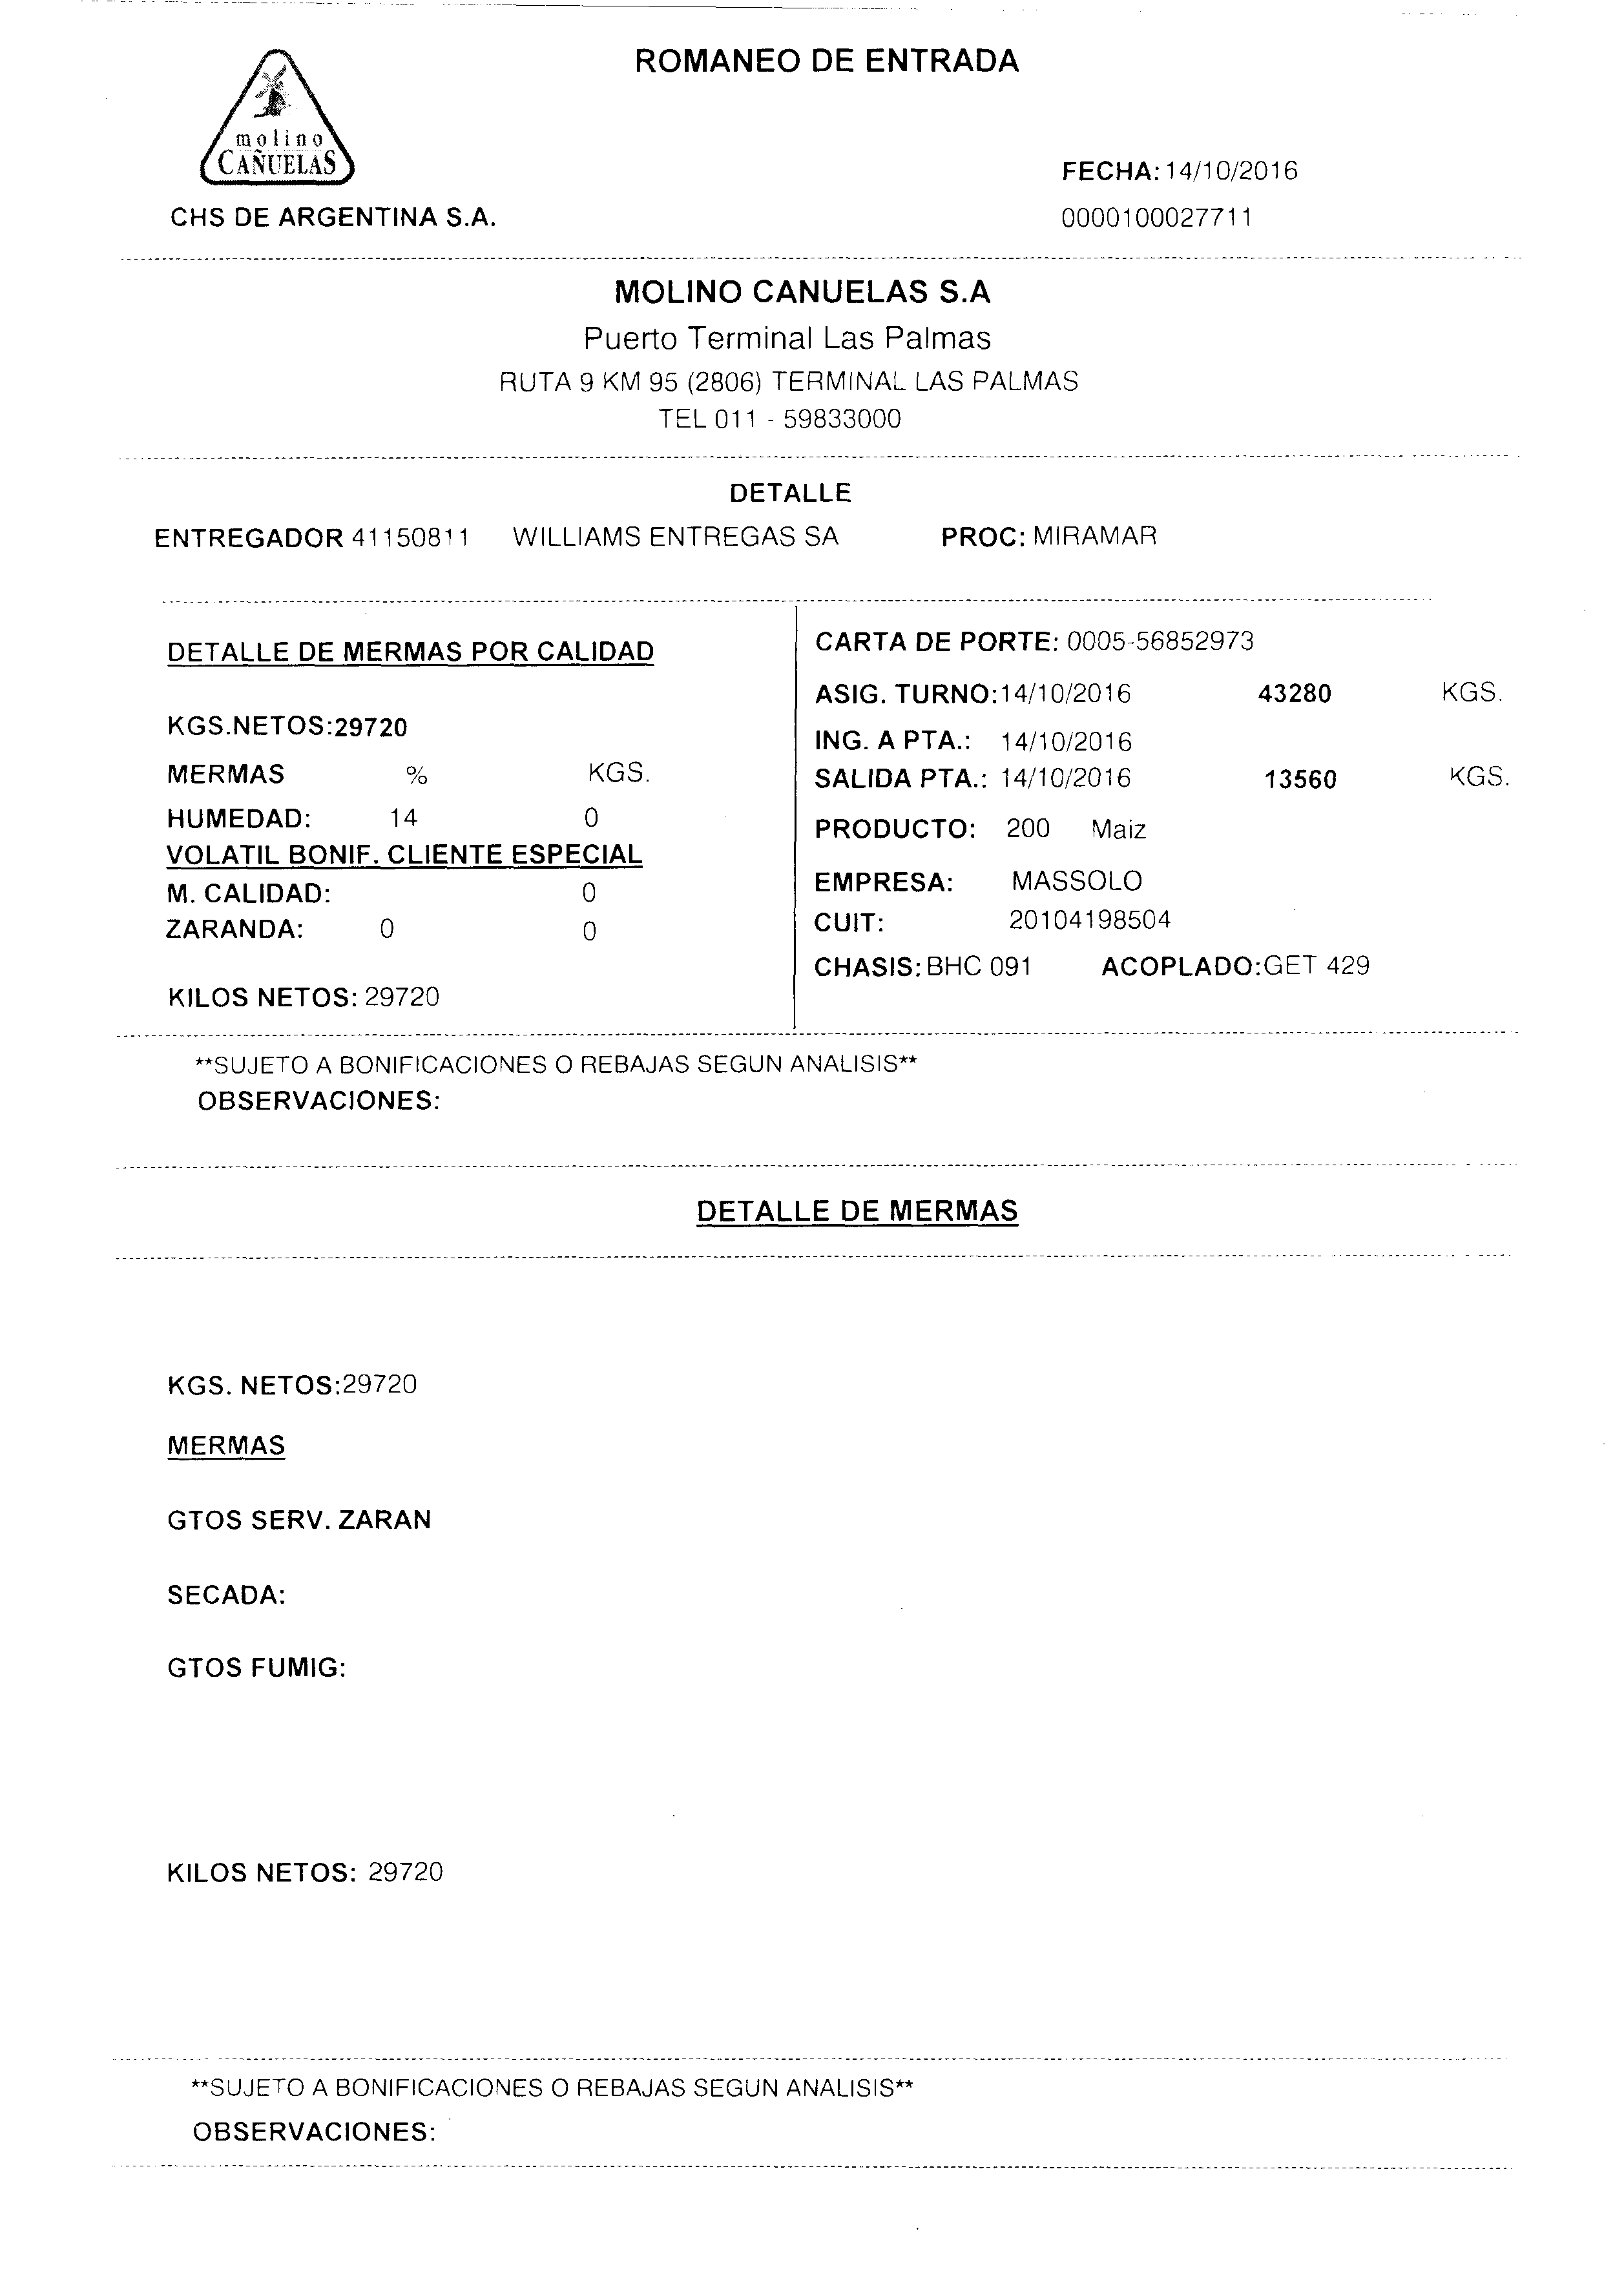 ROMANEO DE ENTRADA
molino
CAÑUELAS
FECHA: 14/10/2016
CHS DE ARGENTINA S.A.
0000100027711
MOLINO CANUELAS S.A
Puerto Terminal Las Palmas
RUTA 9 KM 95 (2806) TERMINAL LAS PALMAS
TEL 011 - 59833000
DETALLE
ENTREGADOR 41150811 WILLIAMS ENTREGAS SA PROC: MIRAMAR
DETALLE DE MERMAS POR CALIDAD
KGS.NETOS:29720
MERMAS % KGS.
HUMEDAD: 14 0
VOLATIL BONIF. CLIENTE ESPECIAL
M. CALIDAD: 0
ZARANDA: 0 0
KILOS NETOS: 29720
CARTA DE PORTE: 0005-56852973
ASIG. TURNO:14/10/2016 43280 KGS.
ING. A PTA.: 14/10/2016
SALIDA PTA.: 14/10/2016 13560 KGS.
PRODUCTO: 200 Maiz
EMPRESA: MASSOLO
CUIT: 20104198504
CHASIS: BHC 091 ACOPLADO:GET 429
**SUJETO A BONIFICACIONES O REBAJAS SEGUN ANALISIS**
OBSERVACIONES:
DETALLE DE MERMAS
KGS. NETOS:29720
MERMAS
GTOS SERV. ZARAN
SECADA:
GTOS FUMIG:
KILOS NETOS: 29720
**SUJETO A BONIFICACIONES O REBAJAS SEGUN ANALISIS**
OBSERVACIONES: